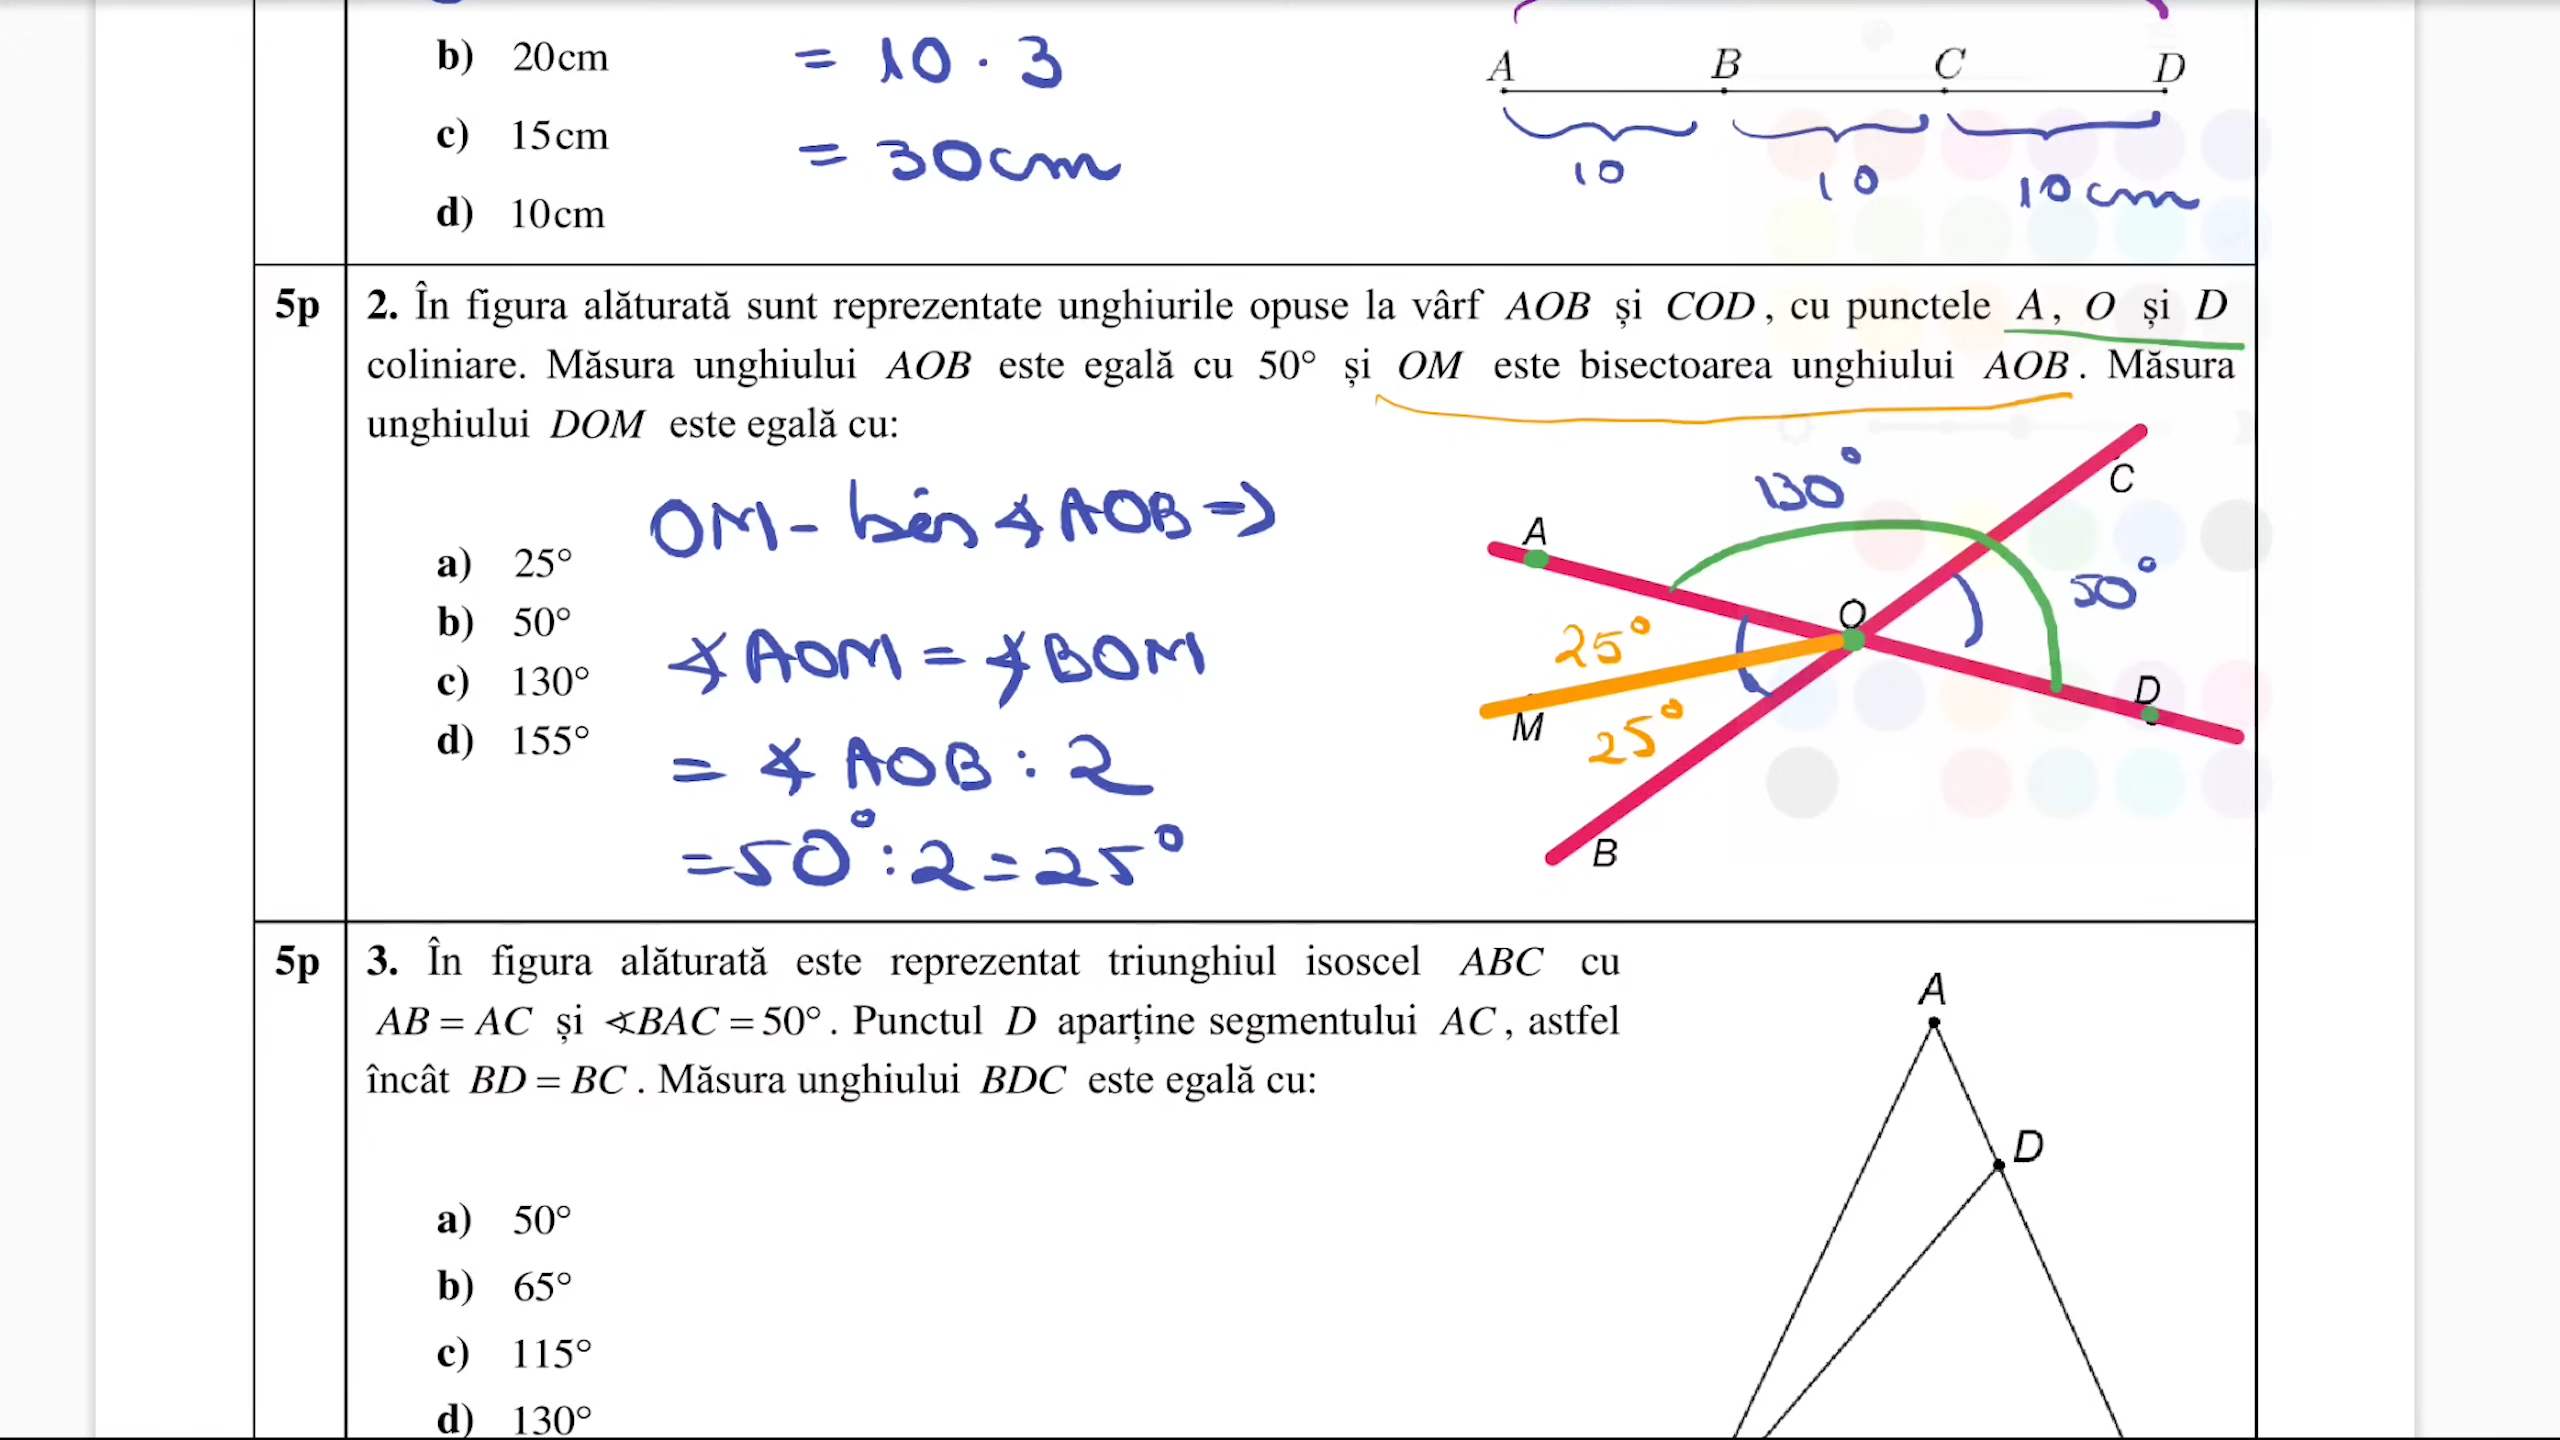 b) 20cm
c) 15cm
d) 10cm
= 10 · 3
= 30cm
A B C D
10 10 10cm
5p
2. În figura alăturată sunt reprezentate unghiurile opuse la vârf AOB și COD, cu punctele A, O și D
coliniare. Măsura unghiului AOB este egală cu 50° și OM este bisectoarea unghiului AOB. Măsura
unghiului DOM este egală cu:
a) 25°
b) 50°
c) 130°
d) 155°
OM - bis ∢ AOB =>
∢ AOM = ∢ BOM
= ∢ AOB : 2
= 50° : 2 = 25°
130°
C
A
50°
O
25°
D
M
25°
B
5p
3. În figura alăturată este reprezentat triunghiul isoscel ABC cu
AB = AC și ∢BAC = 50°. Punctul D aparține segmentului AC, astfel
încât BD = BC. Măsura unghiului BDC este egală cu:
a) 50°
b) 65°
c) 115°
d) 130°
A
D